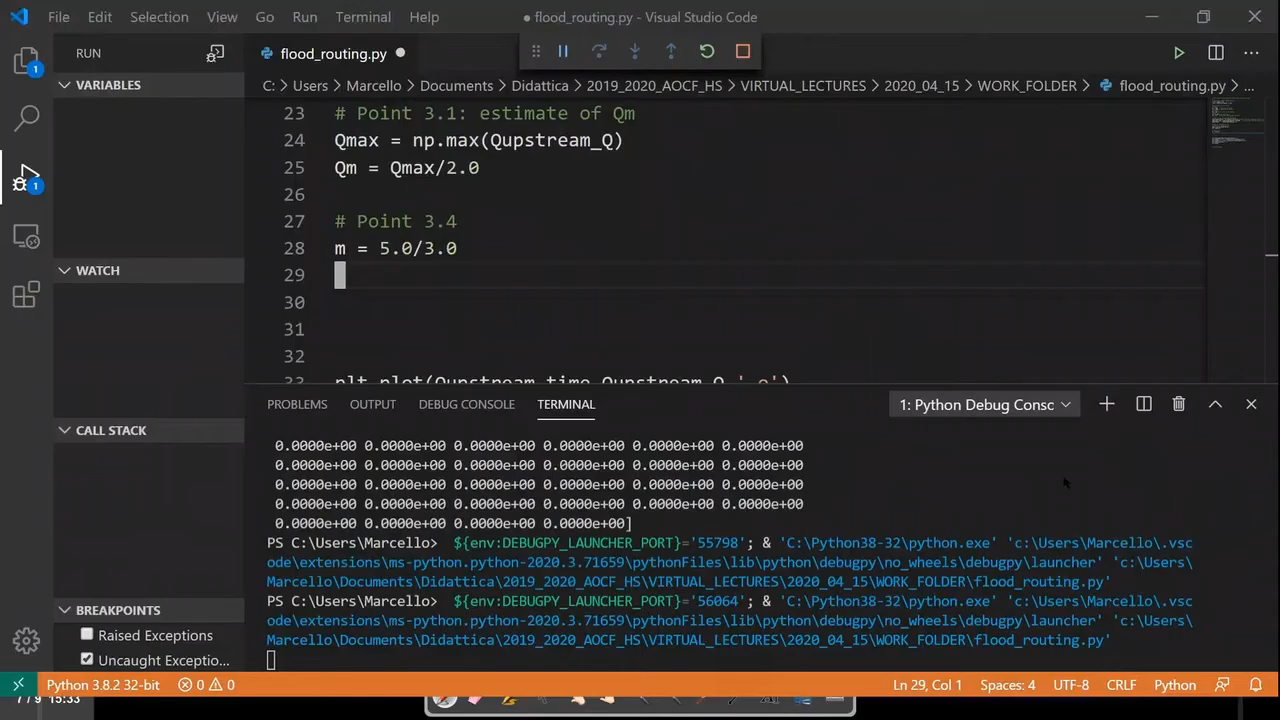 File Edit Selection View Go Run Terminal Help ● flood_routing.py - Visual Studio Code
RUN
flood_routing.py
VARIABLES
C: > Users > Marcello > Documents > Didattica > 2019_2020_AOCF_HS > VIRTUAL_LECTURES > 2020_04_15 > WORK_FOLDER > flood_routing.py > ...
23 # Point 3.1: estimate of Qm
24 Qmax = np.max(Qupstream_Q)
25 Qm = Qmax/2.0
26
27 # Point 3.4
28 m = 5.0/3.0
29
30
31
32
33 plt.plot(Qupstream_time,Qupstream_Q,'-o')
1
1
WATCH
CALL STACK
BREAKPOINTS
Raised Exceptions
Uncaught Exceptio...
PROBLEMS OUTPUT DEBUG CONSOLE TERMINAL 1: Python Debug Consc
0.0000e+00 0.0000e+00 0.0000e+00 0.0000e+00 0.0000e+00 0.0000e+00
0.0000e+00 0.0000e+00 0.0000e+00 0.0000e+00 0.0000e+00 0.0000e+00
0.0000e+00 0.0000e+00 0.0000e+00 0.0000e+00 0.0000e+00 0.0000e+00
0.0000e+00 0.0000e+00 0.0000e+00 0.0000e+00 0.0000e+00 0.0000e+00
0.0000e+00 0.0000e+00 0.0000e+00 0.0000e+00]
PS C:\Users\Marcello> ${env:DEBUGPY_LAUNCHER_PORT}='55798'; & 'C:\Python38-32\python.exe' 'c:\Users\Marcello\.vsc
ode\extensions\ms-python.python-2020.3.71659\pythonFiles\lib\python\debugpy\no_wheels\debugpy\launcher' 'c:\Users\
Marcello\Documents\Didattica\2019_2020_AOCF_HS\VIRTUAL_LECTURES\2020_04_15\WORK_FOLDER\flood_routing.py'
PS C:\Users\Marcello> ${env:DEBUGPY_LAUNCHER_PORT}='56064'; & 'C:\Python38-32\python.exe' 'c:\Users\Marcello\.vsc
ode\extensions\ms-python.python-2020.3.71659\pythonFiles\lib\python\debugpy\no_wheels\debugpy\launcher' 'c:\Users\
Marcello\Documents\Didattica\2019_2020_AOCF_HS\VIRTUAL_LECTURES\2020_04_15\WORK_FOLDER\flood_routing.py'
Python 3.8.2 32-bit 0 0 Ln 29, Col 1 Spaces: 4 UTF-8 CRLF Python
7 / 9 15:33